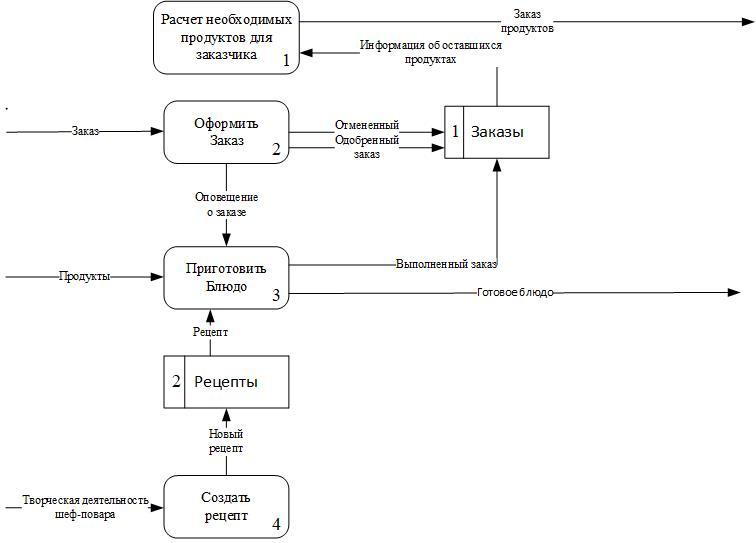 Расчет необходимых
продуктов для
заказчика
1
Заказ
продуктов
Информация об оставшихся
продуктах
Заказ
Оформить
Заказ
2
Отмененный
Одобренный
заказ
1 Заказы
Оповещение
о заказе
Продукты
Приготовить
Блюдо
3
Выполненный заказ
Готовое блюдо
Рецепт
2 Рецепты
Новый
рецепт
Творческая деятельность
шеф-повара
Создать
рецепт
4